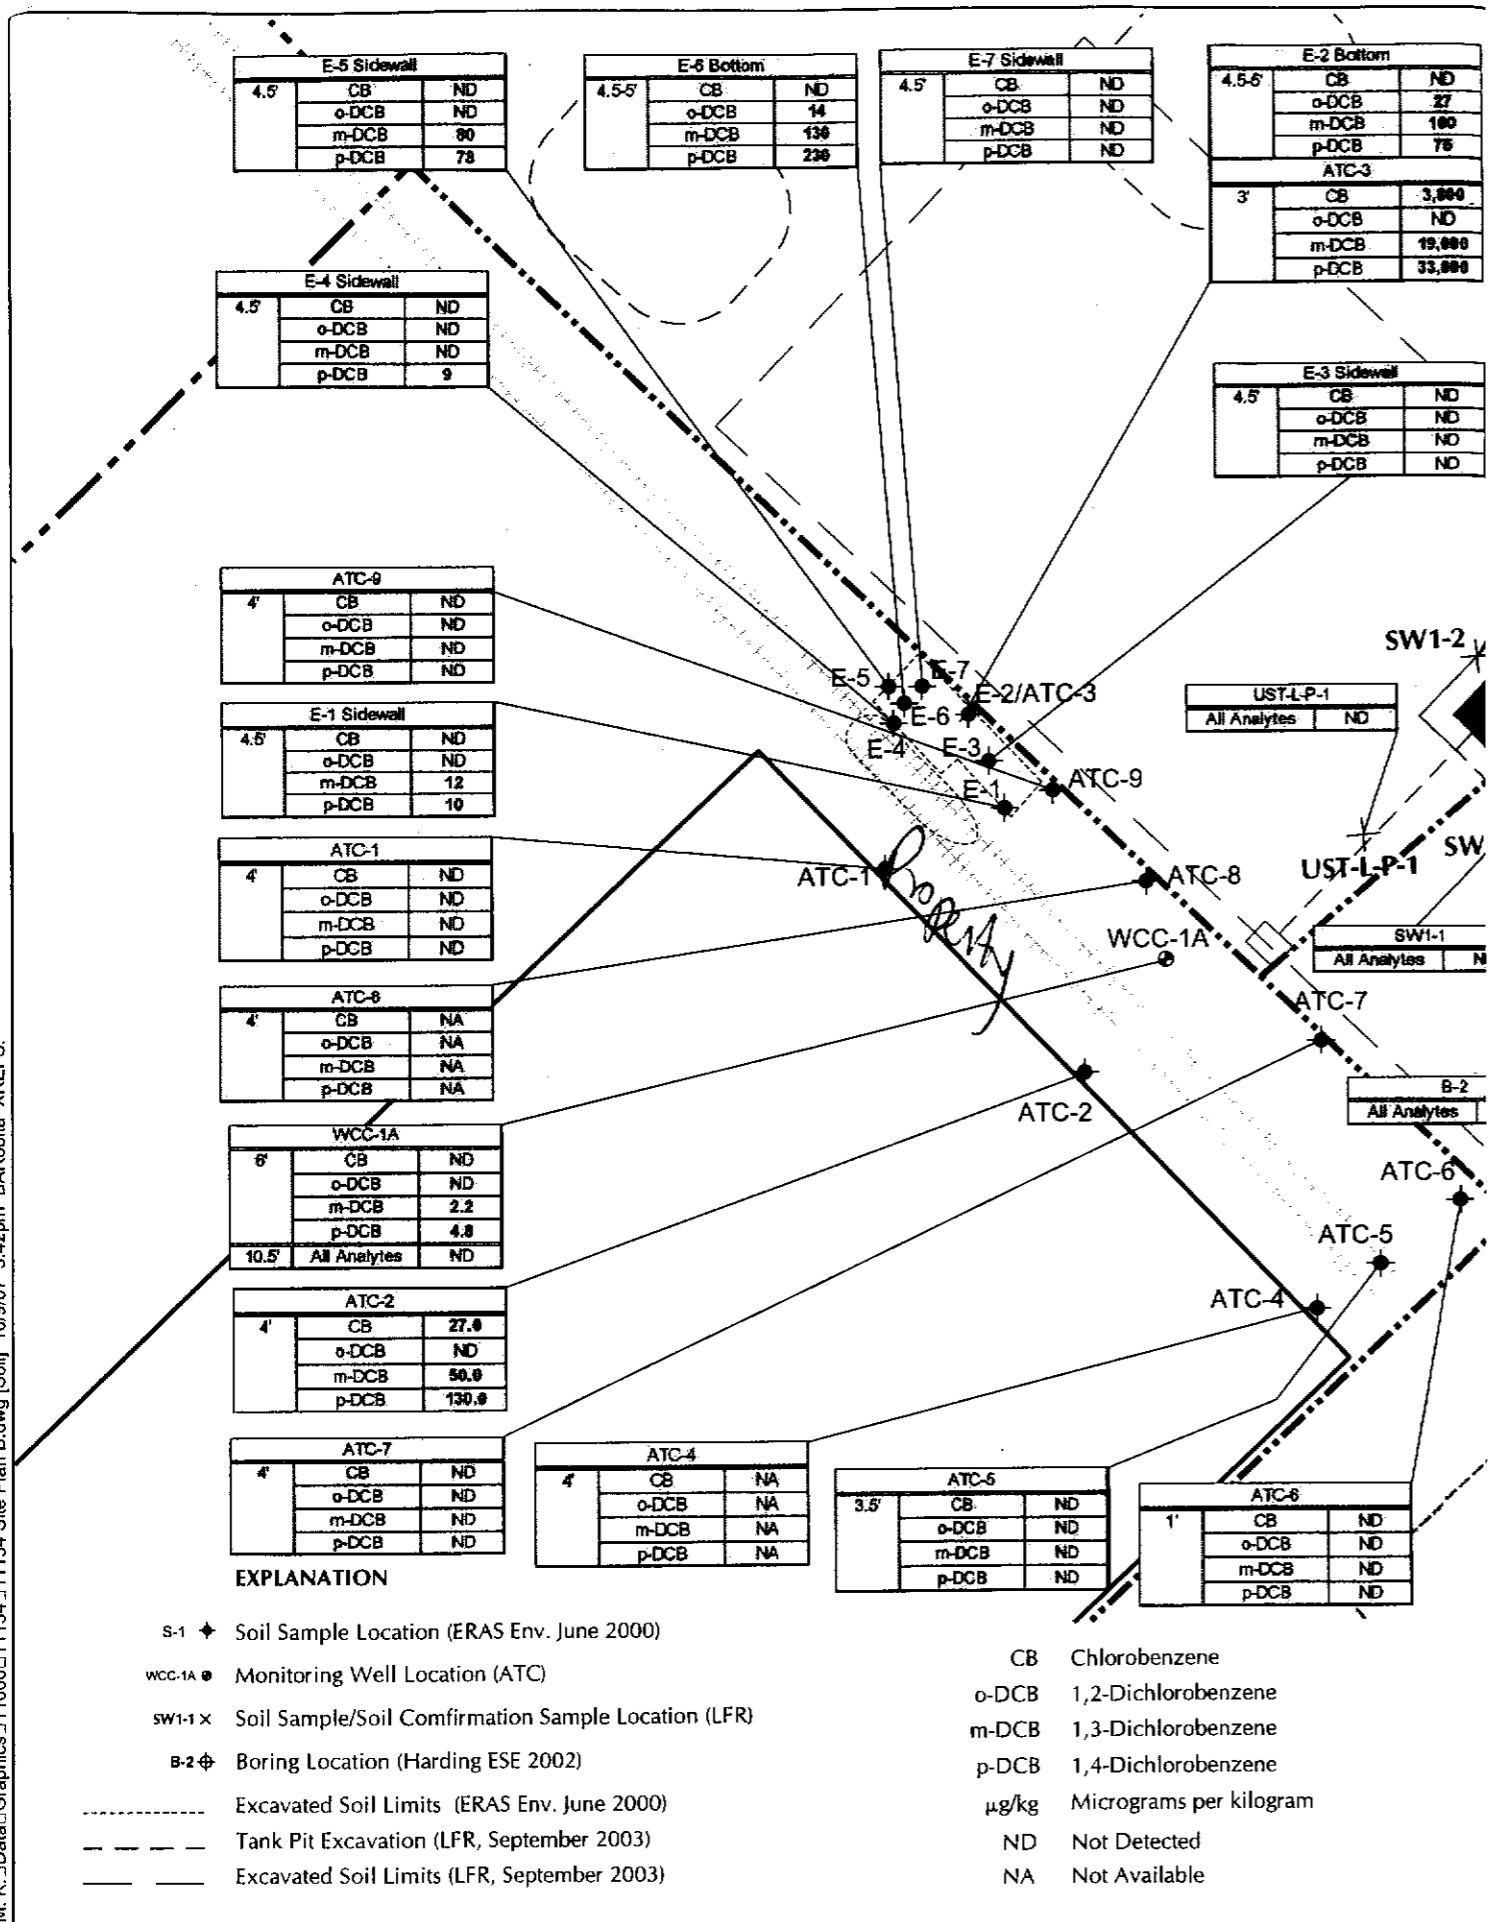 E-5 Sidewall
4.5' CB ND
o-DCB ND
m-DCB 80
p-DCB 78
E-6 Bottom
4.5-5' CB ND
o-DCB 14
m-DCB 130
p-DCB 230
E-7 Sidewall
4.5' CB ND
o-DCB ND
m-DCB ND
p-DCB ND
E-2 Bottom
CB ND
o-DCB 27
m-DCB
p-DCB
ATC-3
3' CB
o-DCB ND
m-DCB 19,000
p-DCB 33,000
E-4 Sidewall
4.5' CB ND
o-DCB ND
m-DCB ND
p-DCB 9
E-3 Sidewall
4.5' CB ND
o-DCB ND
m-DCB ND
p-DCB ND
ATC-9
4' CB ND
o-DCB ND
m-DCB ND
p-DCB ND
SW1-2
E-5
E-7
E-2/ATC-3
E-6
E-4
E-3
UST-L-P-1
All Analytes ND
E-1 Sidewall
4.5' CB ND
o-DCB ND
m-DCB 12
p-DCB 10
E-1
ATC-9
UST-L-P-1
SW
ATC-1
4' CB ND
o-DCB ND
m-DCB ND
p-DCB ND
ATC-1
ATC-8
Property
WCC-1A
SW1-1
All Analytes N
ATC-8
4' CB NA
o-DCB NA
m-DCB NA
p-DCB NA
ATC-7
ATC-2
B-2
All Analytes
WCC-1A
6' CB ND
o-DCB ND
m-DCB 2.2
p-DCB 4.8
10.5' All Analytes ND
ATC-6
ATC-5
ATC-4
ATC-2
4' CB 27.0
o-DCB ND
m-DCB 50.0
p-DCB 130.0
ATC-7
4' CB ND
o-DCB ND
m-DCB ND
p-DCB ND
ATC-4
4' CB NA
o-DCB NA
m-DCB NA
p-DCB NA
ATC-5
3.5' CB ND
o-DCB ND
m-DCB ND
p-DCB ND
ATC-6
1' CB ND
o-DCB ND
m-DCB ND
p-DCB ND
EXPLANATION
S-1 Soil Sample Location (ERAS Env. June 2000)
WCC-1A Monitoring Well Location (ATC)
SW1-1 Soil Sample/Soil Comfirmation Sample Location (LFR)
B-2 Boring Location (Harding ESE 2002)
Excavated Soil Limits (ERAS Env. June 2000)
Tank Pit Excavation (LFR, September 2003)
Excavated Soil Limits (LFR, September 2003)
CB Chlorobenzene
o-DCB 1,2-Dichlorobenzene
m-DCB 1,3-Dichlorobenzene
p-DCB 1,4-Dichlorobenzene
µg/kg Micrograms per kilogram
ND Not Detected
NA Not Available